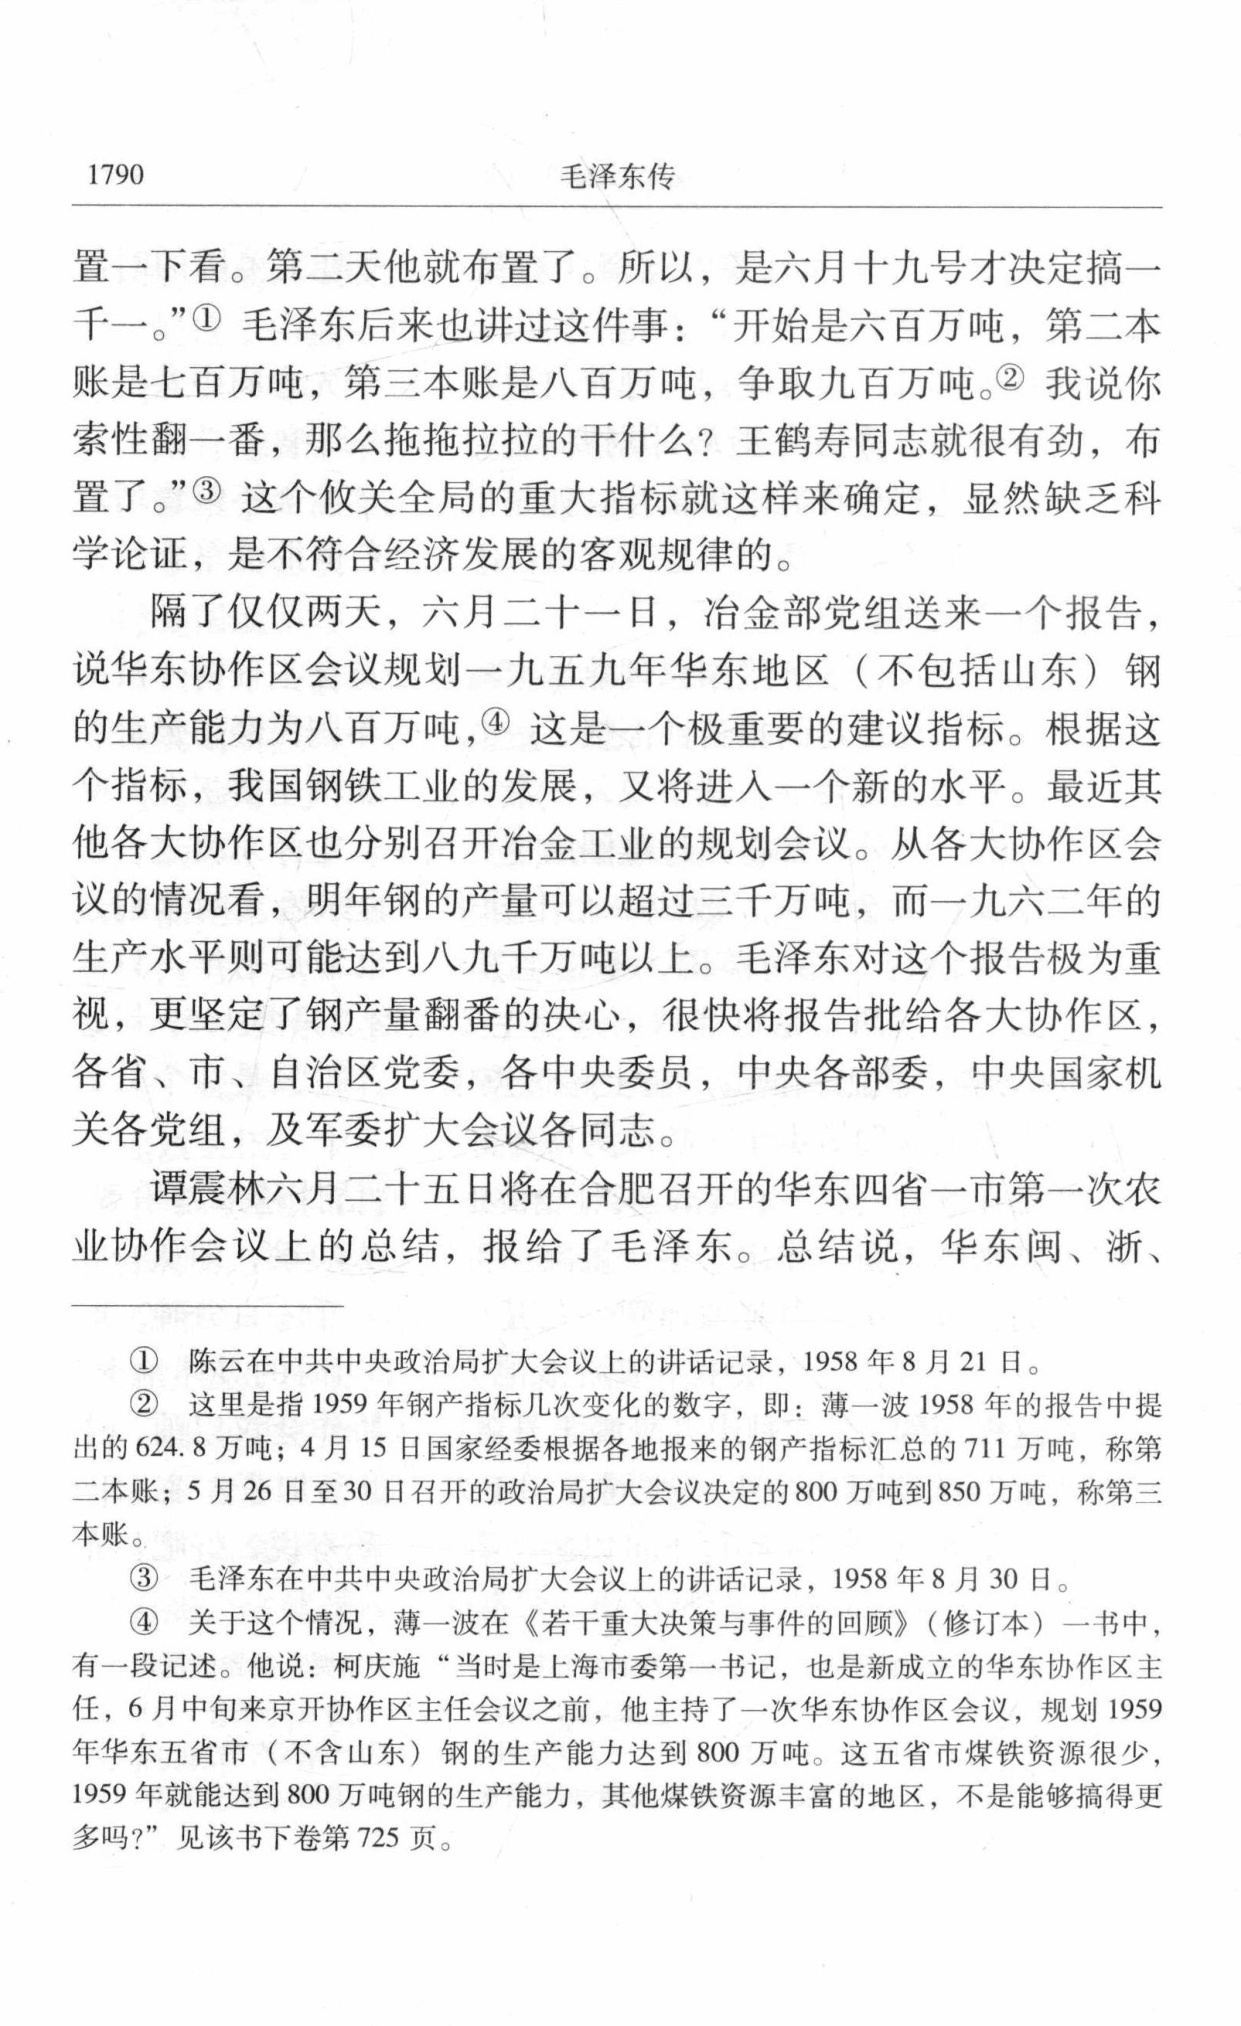 1790 毛泽东传
置一下看。第二天他就布置了。所以，是六月十九号才决定搞一
千一。”① 毛泽东后来也讲过这件事：“开始是六百万吨，第二本
账是七百万吨，第三本账是八百万吨，争取九百万吨。② 我说你
索性翻一番，那么拖拖拉拉的干什么？王鹤寿同志就很有劲，布
置了。”③ 这个攸关全局的重大指标就这样来确定，显然缺乏科
学论证，是不符合经济发展的客观规律的。
隔了仅仅两天，六月二十一日，冶金部党组送来一个报告，
说华东协作区会议规划一九五九年华东地区（不包括山东）钢
的生产能力为八百万吨，④ 这是一个极重要的建议指标。根据这
个指标，我国钢铁工业的发展，又将进入一个新的水平。最近其
他各大协作区也分别召开冶金工业的规划会议。从各大协作区会
议的情况看，明年钢的产量可以超过三千万吨，而一九六二年的
生产水平则可能达到八九千万吨以上。毛泽东对这个报告极为重
视，更坚定了钢产量翻番的决心，很快将报告批给各大协作区，
各省、市、自治区党委，各中央委员，中央各部委，中央国家机
关各党组，及军委扩大会议各同志。
谭震林六月二十五日将在合肥召开的华东四省一市第一次农
业协作会议上的总结，报给了毛泽东。总结说，华东闽、浙、
① 陈云在中共中央政治局扩大会议上的讲话记录，1958 年 8 月 21 日。
② 这里是指 1959 年钢产指标几次变化的数字，即：薄一波 1958 年的报告中提
出的 624.8 万吨；4 月 15 日国家经委根据各地报来的钢产指标汇总的 711 万吨，称第
二本账；5 月 26 日至 30 日召开的政治局扩大会议决定的 800 万吨到 850 万吨，称第三
本账。
③ 毛泽东在中共中央政治局扩大会议上的讲话记录，1958 年 8 月 30 日。
④ 关于这个情况，薄一波在《若干重大决策与事件的回顾》（修订本）一书中，
有一段记述。他说：柯庆施“当时是上海市委第一书记，也是新成立的华东协作区主
任，6 月中旬来京开协作区主任会议之前，他主持了一次华东协作区会议，规划 1959
年华东五省市（不含山东）钢的生产能力达到 800 万吨。这五省市煤铁资源很少，
1959 年就能达到 800 万吨钢的生产能力，其他煤铁资源丰富的地区，不是能够搞得更
多吗？” 见该书下卷第 725 页。